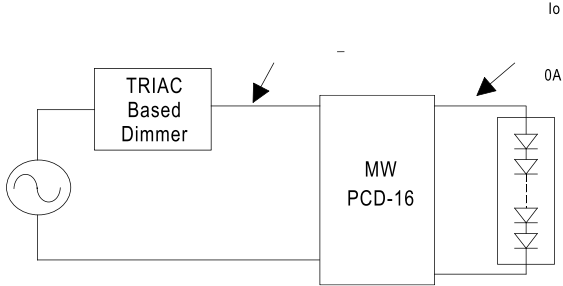 Io
0A
TRIAC
Based
Dimmer
MW
PCD-16